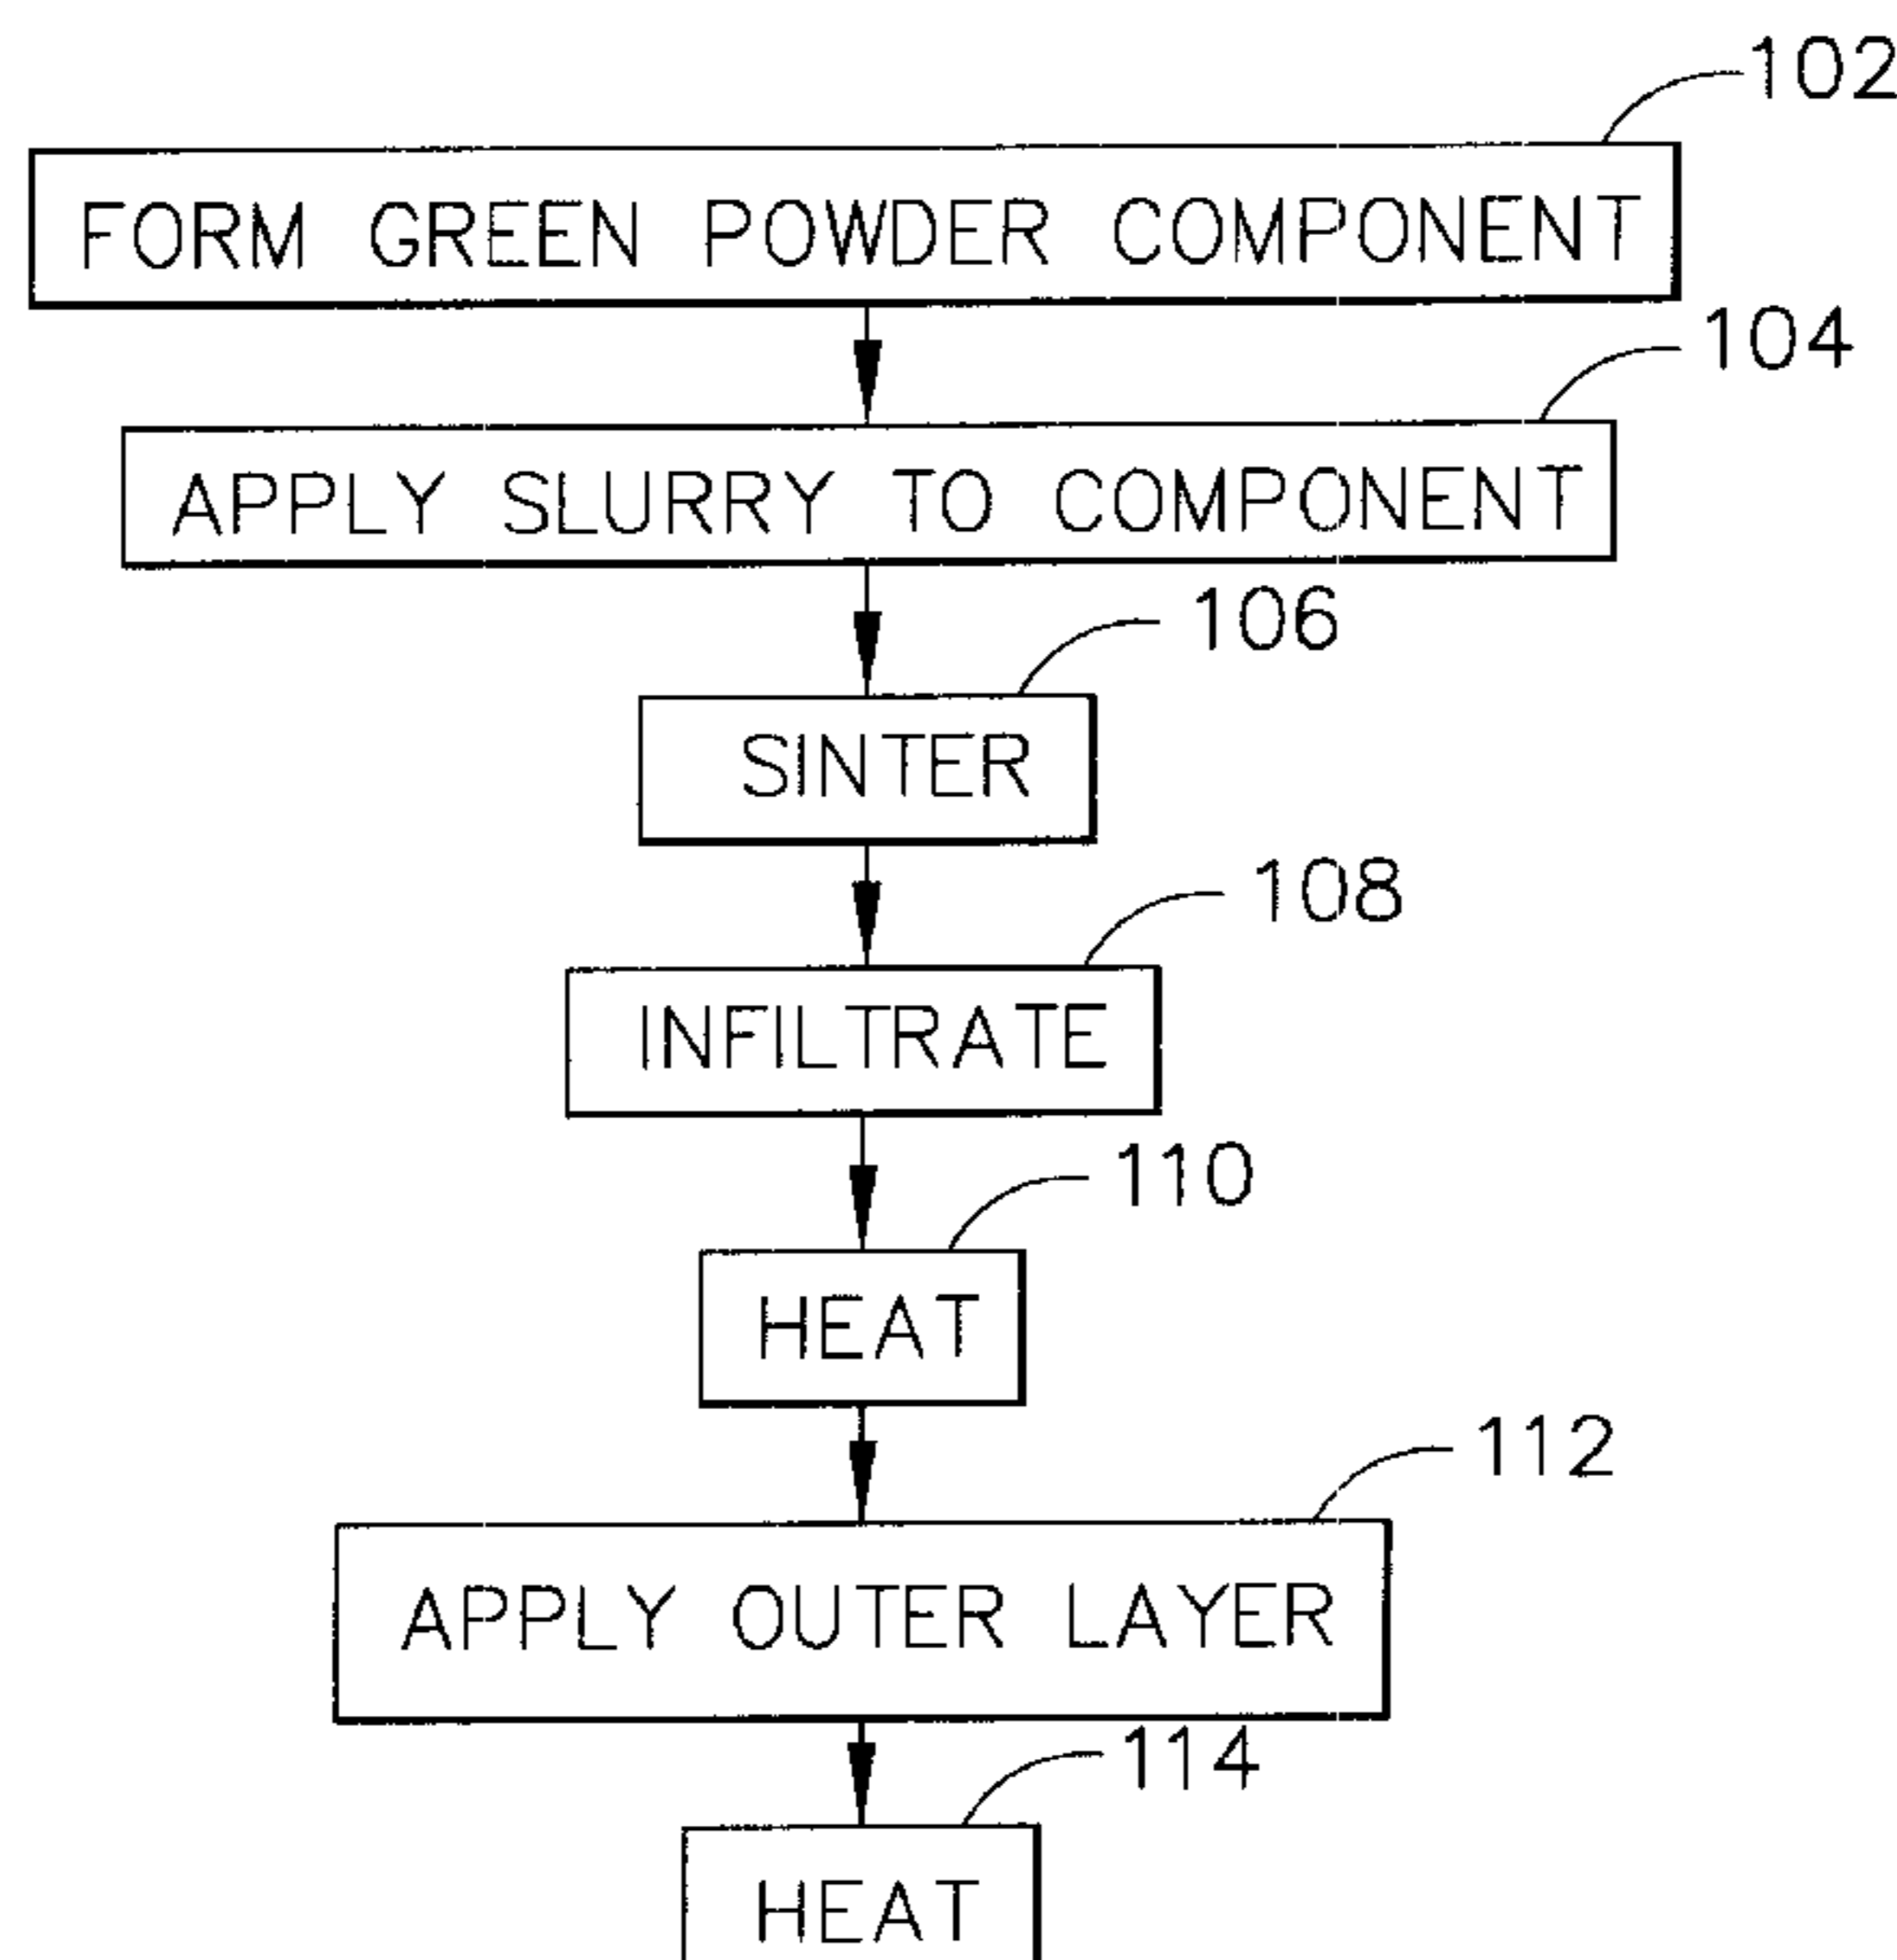 102
FORM GREEN POWDER COMPONENT
104
APPLY SLURRY TO COMPONENT
106
SINTER
108
INFILTRATE
110
HEAT
112
APPLY OUTER LAYER
114
HEAT